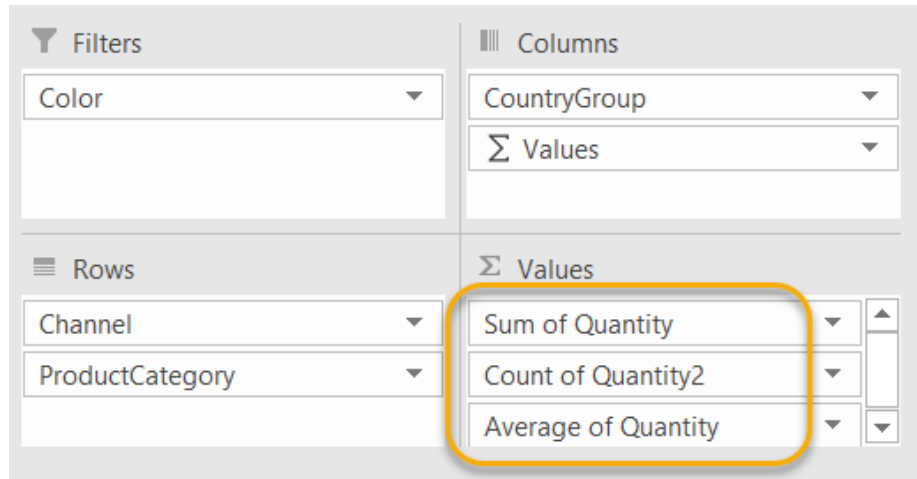 Filters
Color
Columns
CountryGroup
Σ Values
Rows
Channel
ProductCategory
Σ Values
Sum of Quantity
Count of Quantity2
Average of Quantity